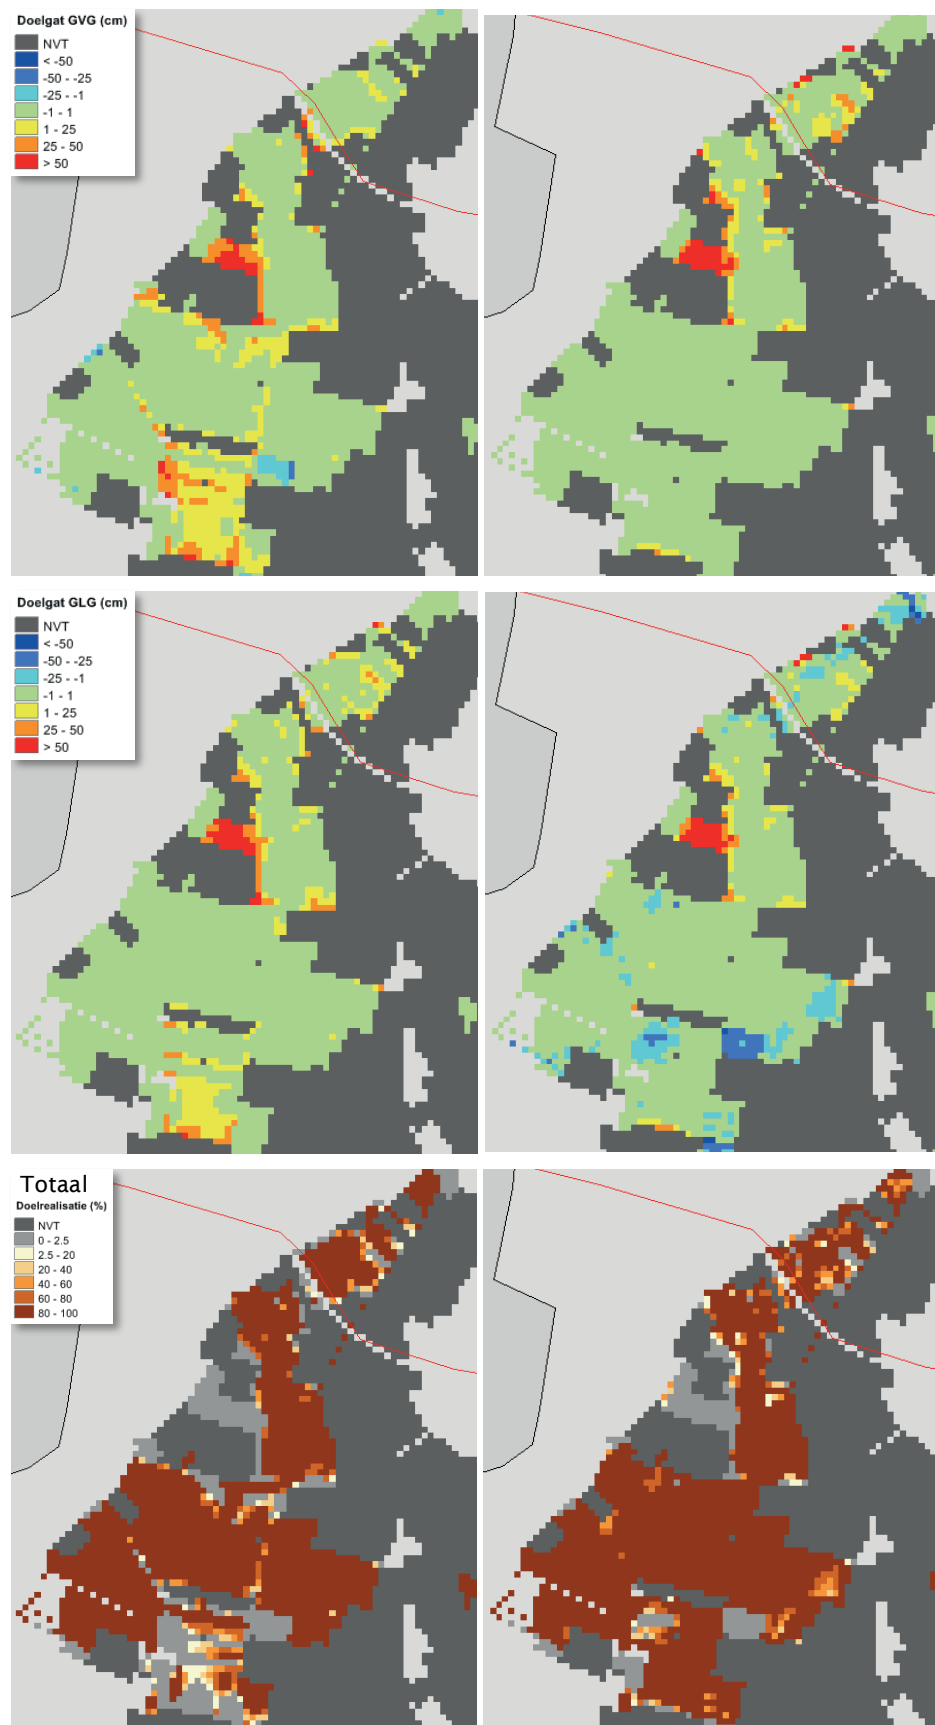 Doelgat GVG (cm)
NVT
< -50
-50 - -25
-25 - -1
-1 - 1
1 - 25
25 - 50
> 50
Doelgat GLG (cm)
NVT
< -50
-50 - -25
-25 - -1
-1 - 1
1 - 25
25 - 50
> 50
Totaal
Doelrealisatie (%)
NVT
0 - 2.5
2.5 - 20
20 - 40
40 - 60
60 - 80
80 - 100